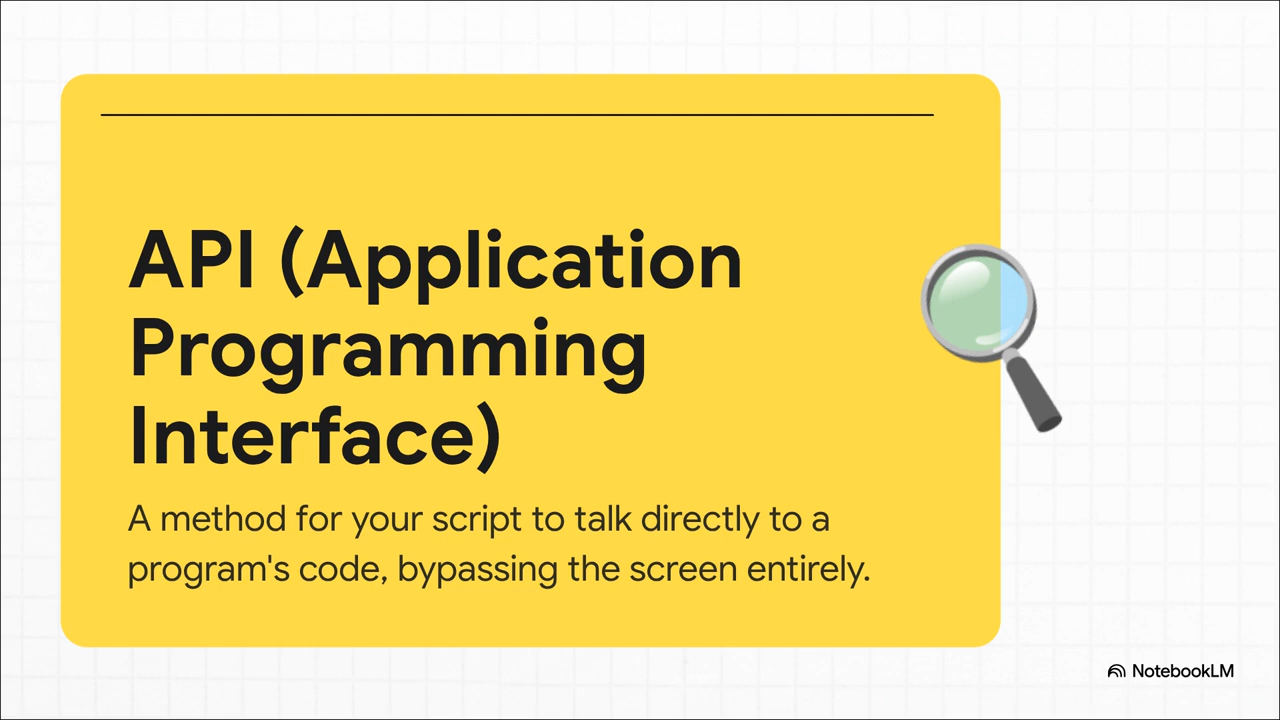 API (Application
Programming
Interface)
A method for your script to talk directly to a
program's code, bypassing the screen entirely.
NotebookLM